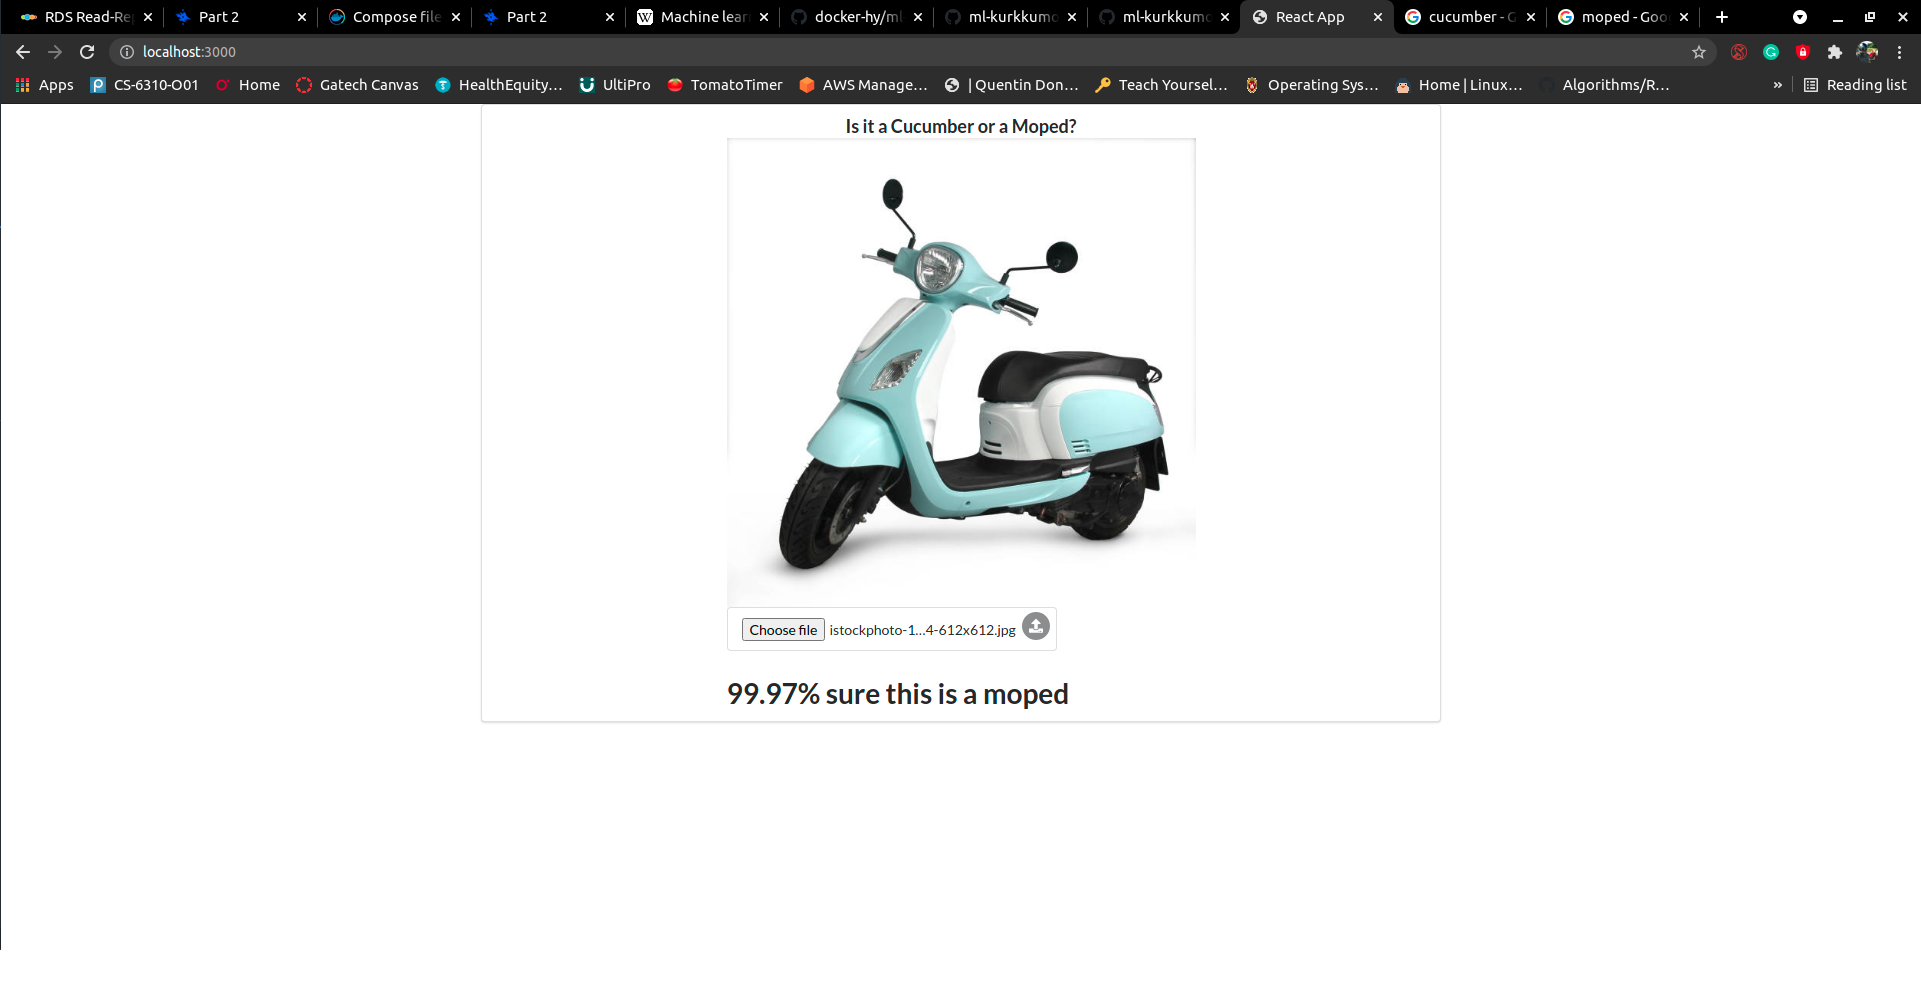 RDS Read-Re
Part 2
Compose file
Part 2
Machine lear
docker-hy/ml
ml-kurkkumo
ml-kurkkumo
React App
cucumber - G
moped - Goo
localhost:3000
Apps
CS-6310-O01
Home
Gatech Canvas
HealthEquity...
UltiPro
TomatoTimer
AWS Manage...
| Quentin Don...
Teach Yoursel...
Operating Sys...
Home | Linux...
Algorithms/R...
»
Reading list
Is it a Cucumber or a Moped?
Choose file istockphoto-1...4-612x612.jpg
99.97% sure this is a moped